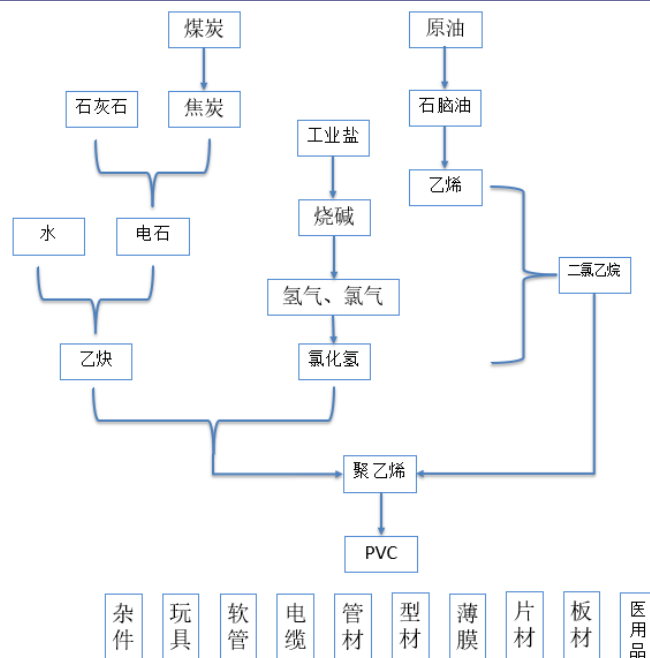 煤炭
原油
石灰石
焦炭
石脑油
工业盐
乙烯
水
电石
烧碱
二氯乙烷
氢气、氯气
乙炔
氯化氢
聚乙烯
PVC
杂件
玩具
软管
电缆
管材
型材
薄膜
片材
板材
医用品